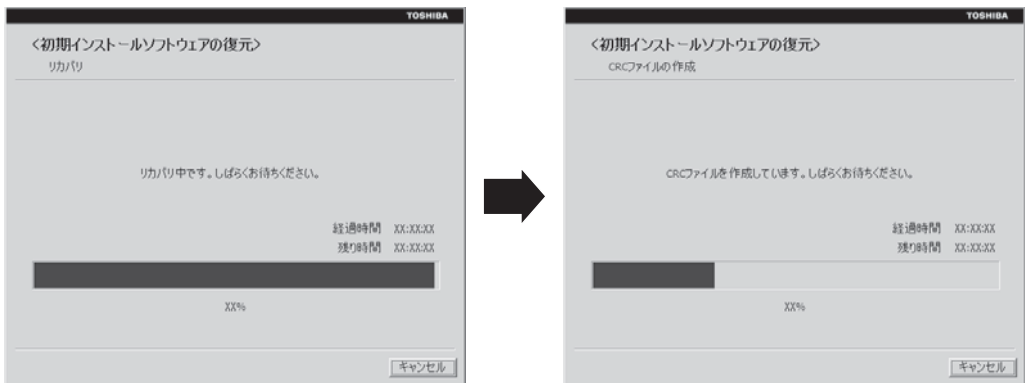 TOSHIBA
<初期インストールソフトウェアの復元>
リカバリ
リカバリ中です。しばらくお待ちください。
経過時間 XX:XX:XX
残り時間 XX:XX:XX
XX%
キャンセル
TOSHIBA
<初期インストールソフトウェアの復元>
CRCファイルの作成
CRCファイルを作成しています。しばらくお待ちください。
経過時間 XX:XX:XX
残り時間 XX:XX:XX
XX%
キャンセル